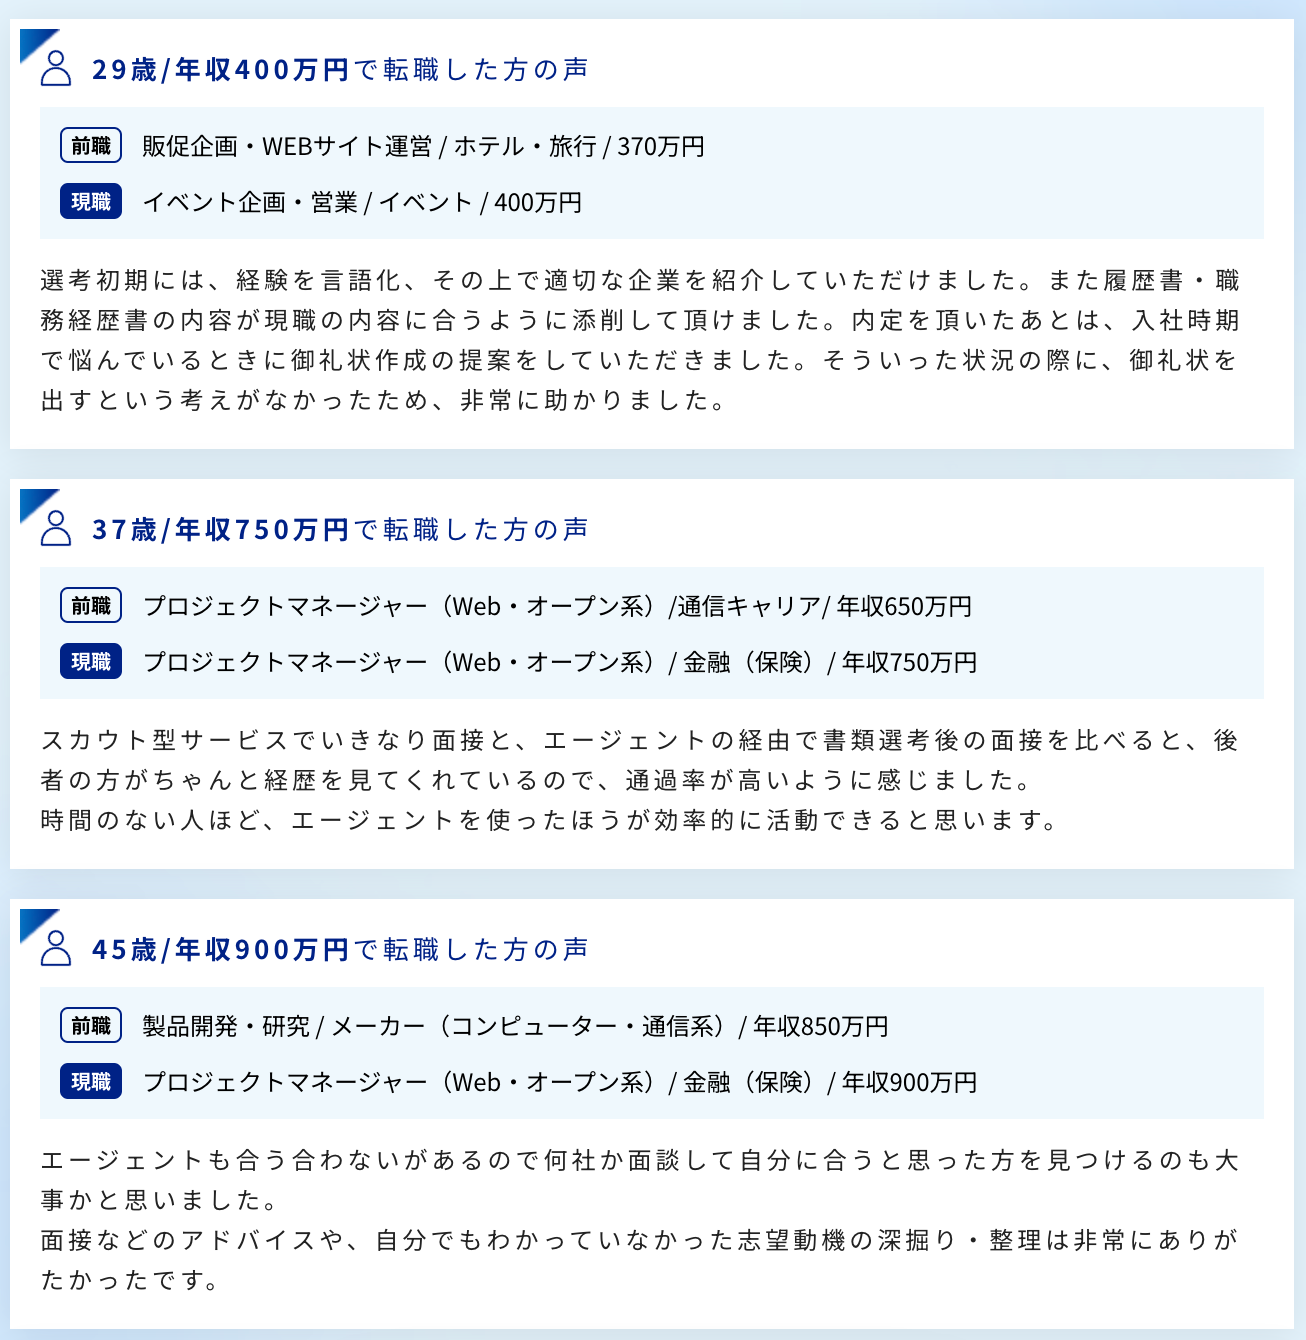 29歳/年収400万円で転職した方の声
前職 販促企画・WEBサイト運営 / ホテル・旅行 / 370万円
現職 イベント企画・営業 / イベント / 400万円
選考初期には、経験を言語化、その上で適切な企業を紹介していただけました。また履歴書・職
務経歴書の内容が現職の内容に合うように添削して頂けました。内定を頂いたあとは、入社時期
で悩んでいるときに御礼状作成の提案をしていただきました。そういった状況の際に、御礼状を
出すという考えがなかったため、非常に助かりました。
37歳/年収750万円で転職した方の声
前職 プロジェクトマネージャー（Web・オープン系）/通信キャリア/ 年収650万円
現職 プロジェクトマネージャー（Web・オープン系）/ 金融（保険）/ 年収750万円
スカウト型サービスでいきなり面接と、エージェントの経由で書類選考後の面接を比べると、後
者の方がちゃんと経歴を見てくれているので、通過率が高いように感じました。
時間のない人ほど、エージェントを使ったほうが効率的に活動できると思います。
45歳/年収900万円で転職した方の声
前職 製品開発・研究 / メーカー（コンピューター・通信系）/ 年収850万円
現職 プロジェクトマネージャー（Web・オープン系）/ 金融（保険）/ 年収900万円
エージェントも合う合わないがあるので何社か面談して自分に合うと思った方を見つけるのも大
事かと思いました。
面接などのアドバイスや、自分でもわかっていなかった志望動機の深掘り・整理は非常にありが
たかったです。